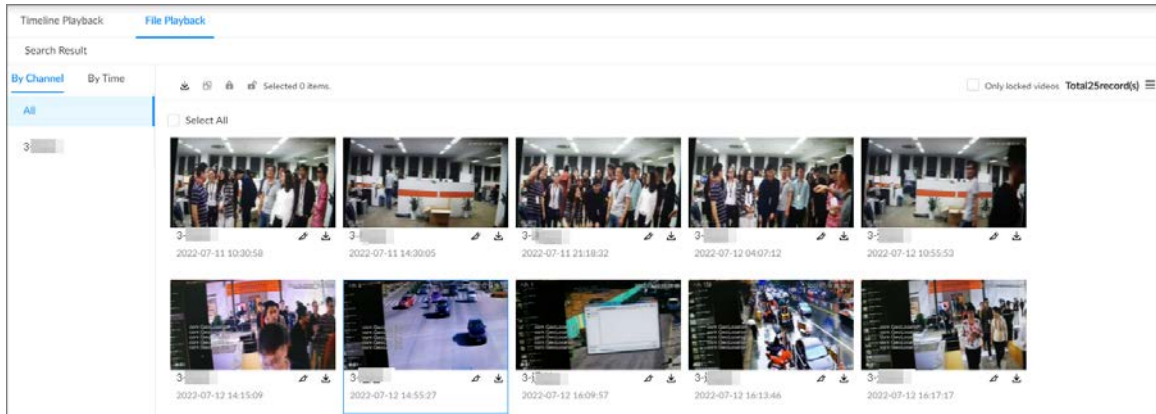 Timeline Playback File Playback
Search Result
By Channel By Time
Selected 0 items. Only locked videos Total25record(s)
All
Select All
3-
3- 3- 3- 3- 3-
2022-07-11 10:30:58 2022-07-11 14:30:05 2022-07-11 21:18:32 2022-07-12 04:07:12 2022-07-12 10:55:53
3- 3- 3- 3- 3-
2022-07-12 14:15:09 2022-07-12 14:55:27 2022-07-12 16:09:57 2022-07-12 16:13:46 2022-07-12 16:17:17